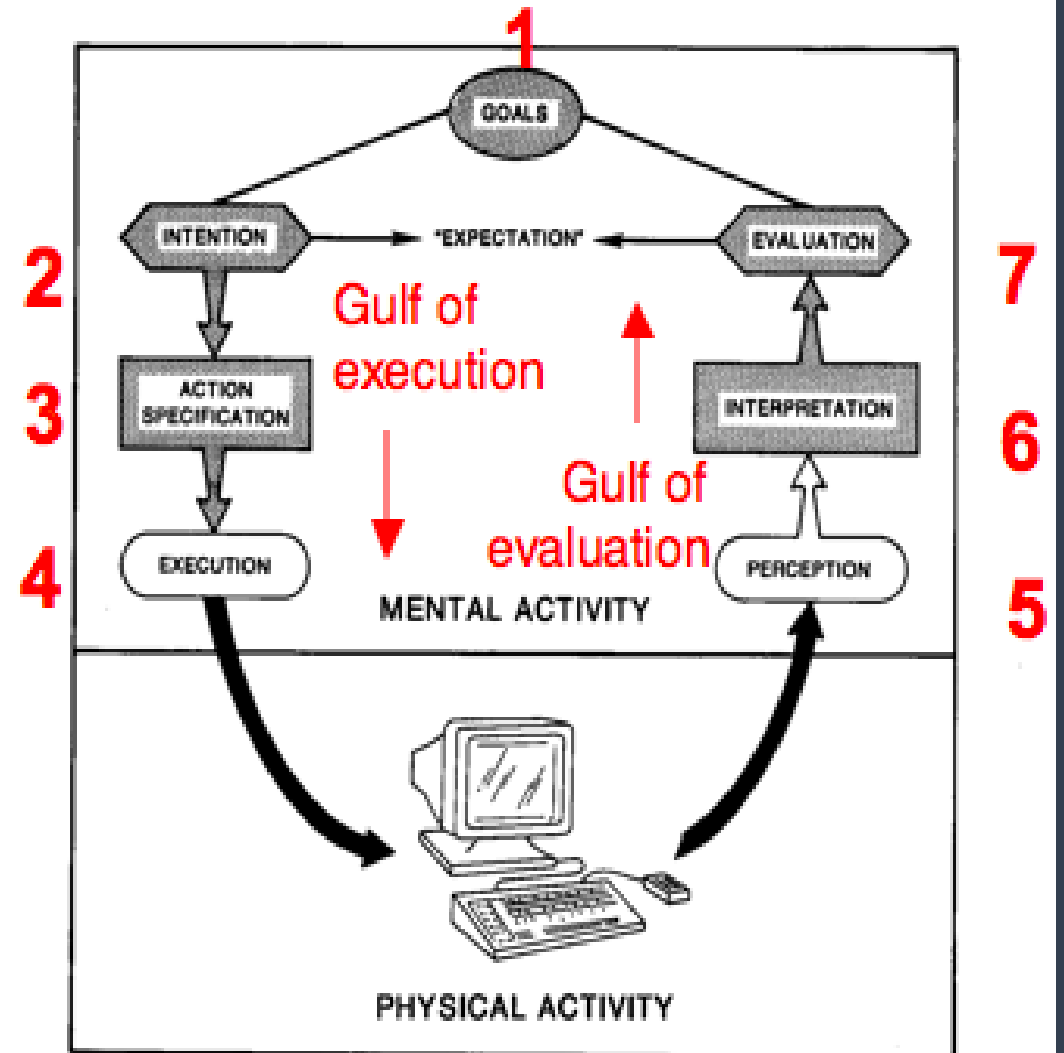 1
GOALS
INTENTION
"EXPECTATION"
EVALUATION
2
7
Gulf of
execution
ACTION
SPECIFICATION
INTERPRETATION
3
6
Gulf of
evaluation
EXECUTION
PERCEPTION
4
5
MENTAL ACTIVITY
PHYSICAL ACTIVITY